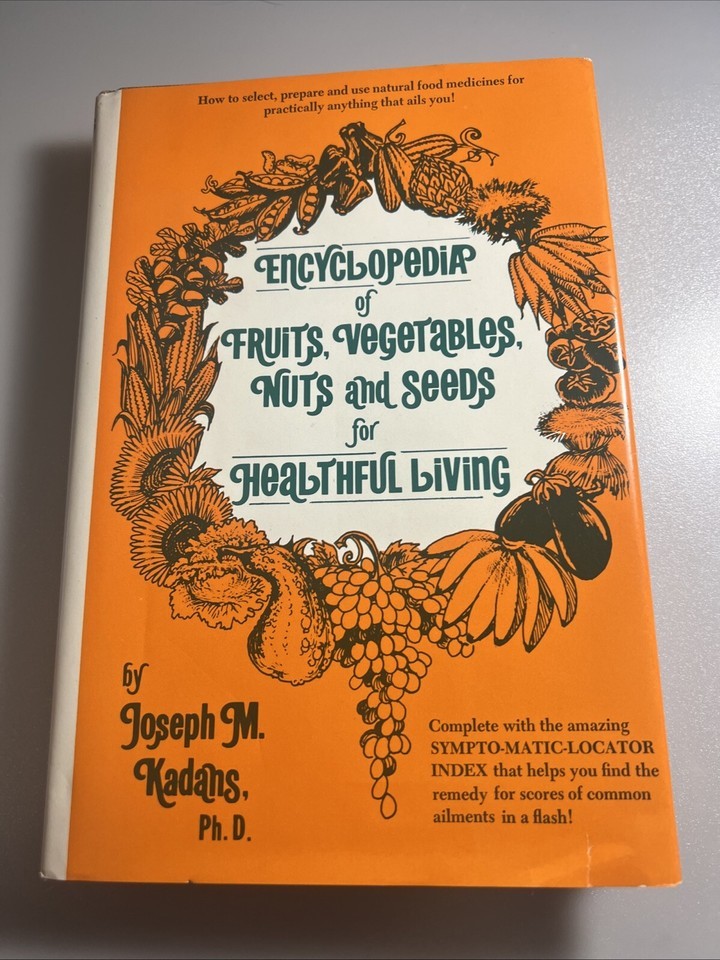 How to select, prepare and use natural food medicines for
practically anything that ails you!
ENCYCLOPEDIA
of
FRUITS, VEGETABLES,
NUTS and SEEDS
for
HEALTHFUL LIVING
by
Joseph M.
Kadans,
Ph. D.
Complete with the amazing
SYMPTO-MATIC-LOCATOR
INDEX that helps you find the
remedy for scores of common
ailments in a flash!